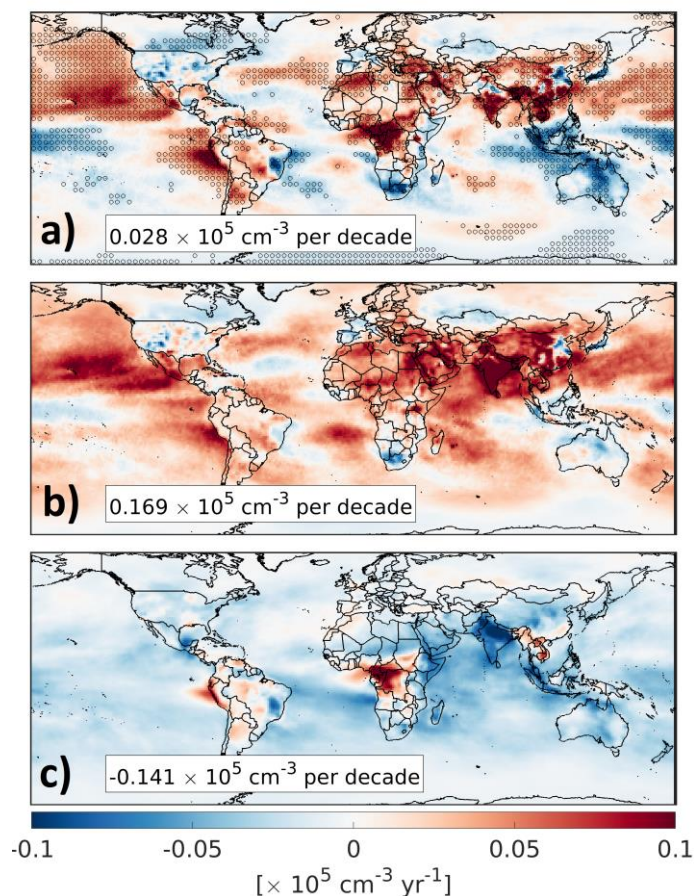 a)
0.028 × 10⁵ cm⁻³ per decade
b)
0.169 × 10⁵ cm⁻³ per decade
c)
-0.141 × 10⁵ cm⁻³ per decade
-0.1 -0.05 0 0.05 0.1
[× 10⁵ cm⁻³ yr⁻¹]